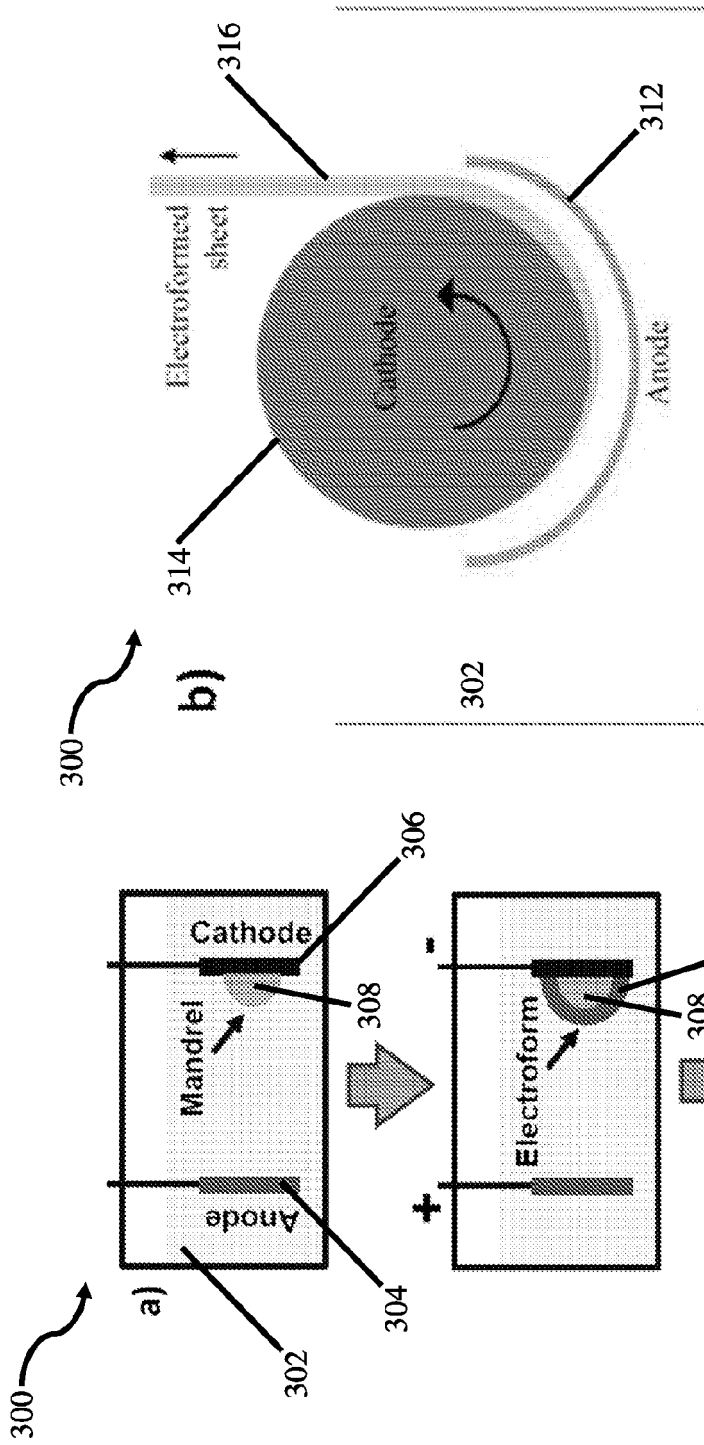 300
a)
302
Anode
304
Mandrel
Cathode
306
308
+
-
Electroform
308
300
b)
302
314
Cathode
Electroformed
sheet
316
312
Anode